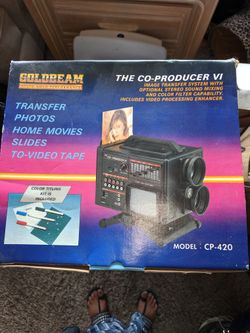 GOLDBEAM
THE CO-PRODUCER VI
IMAGE TRANSFER SYSTEM WITH
OPTIONAL STEREO SOUND MIXING
AND COLOR FILTER CAPABILITY.
INCLUDES VIDEO PROCESSING ENHANCER.
TRANSFER
PHOTOS
HOME MOVIES
SLIDES
TO-VIDEO TAPE
COLOR TITLING
KIT IS
INCLUDED
MODEL: CP-420